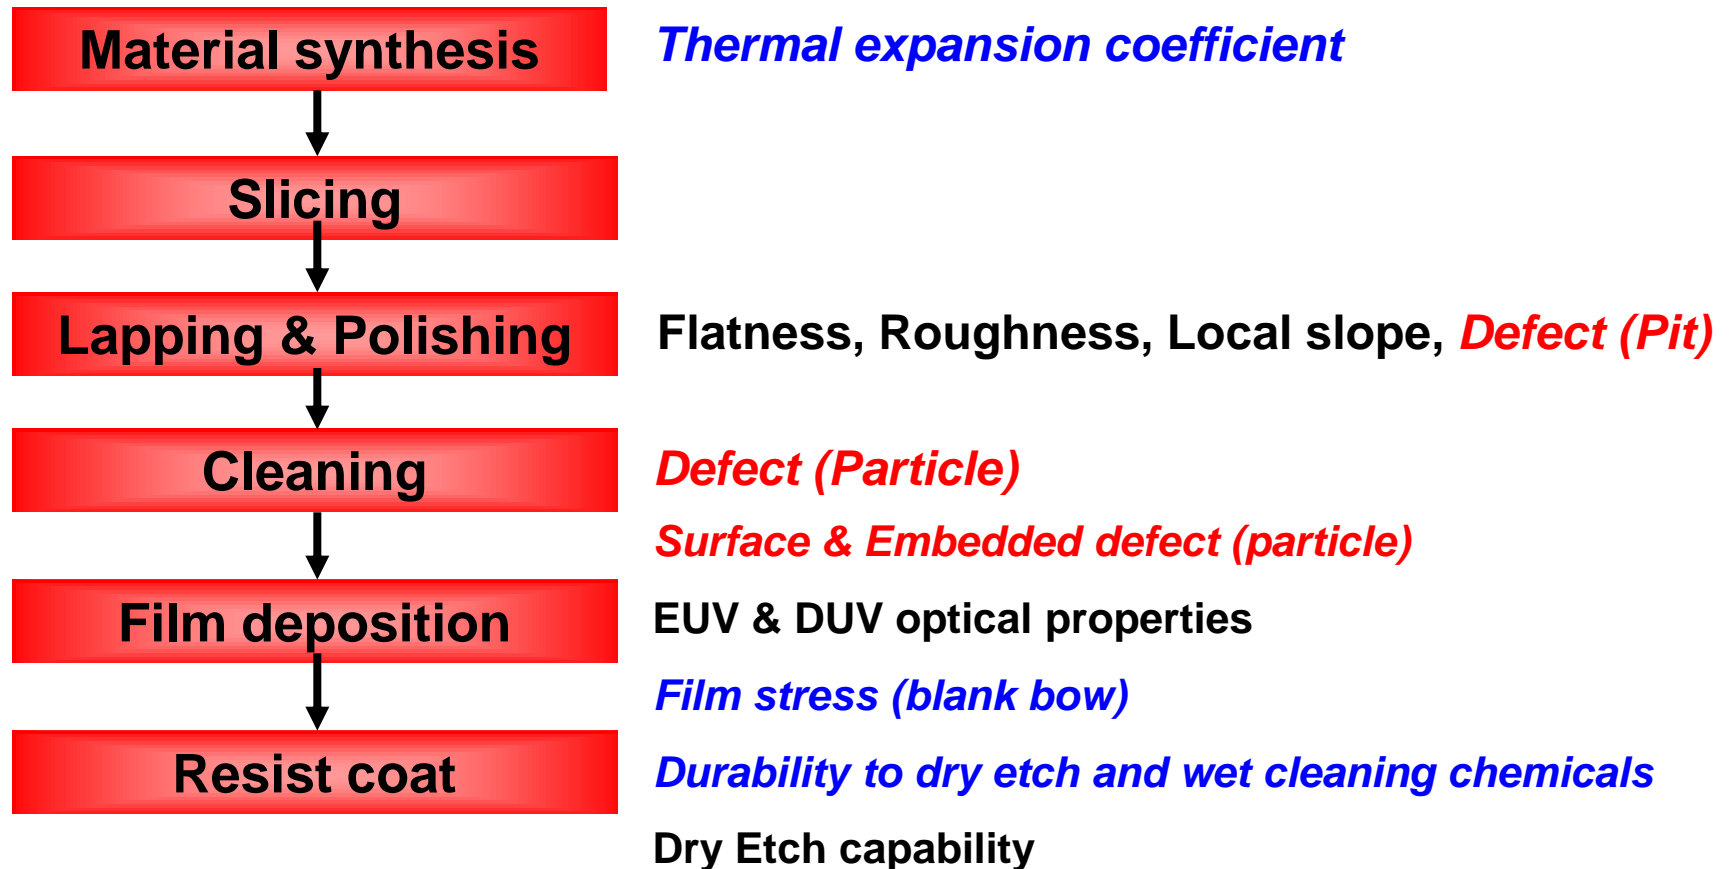 Material synthesis
Thermal expansion coefficient
Slicing
Lapping & Polishing
Flatness, Roughness, Local slope, Defect (Pit)
Cleaning
Defect (Particle)
Surface & Embedded defect (particle)
Film deposition
EUV & DUV optical properties
Film stress (blank bow)
Resist coat
Durability to dry etch and wet cleaning chemicals
Dry Etch capability